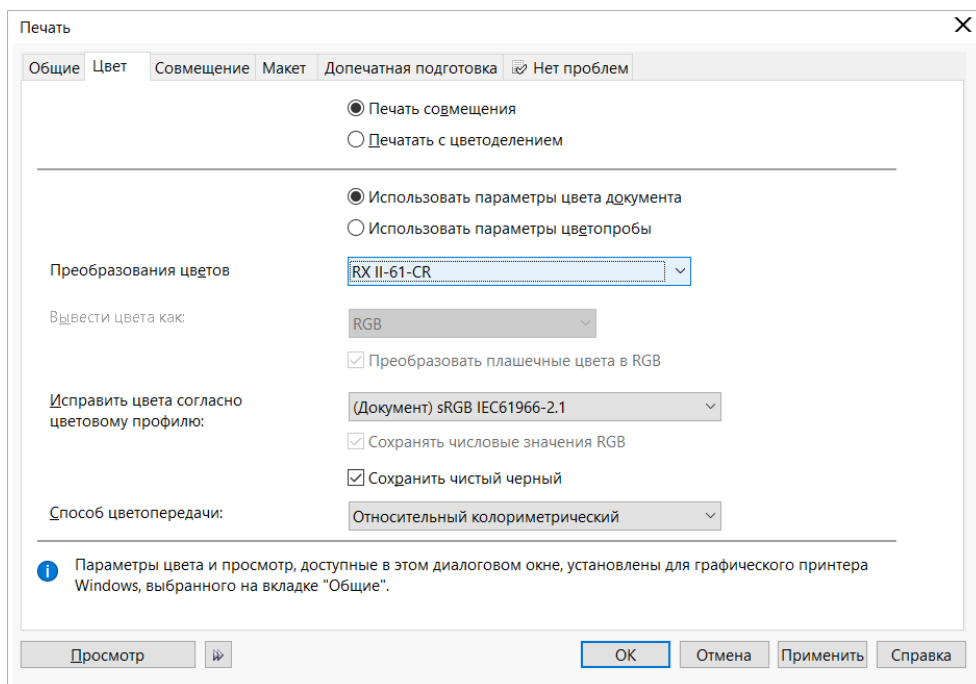 Печать
Общие Цвет Совмещение Макет Допечатная подготовка Нет проблем
Печать совмещения
Печатать с цветоделением
Использовать параметры цвета документа
Использовать параметры цветопробы
Преобразования цветов RX II-61-CR
Вывести цвета как: RGB
Преобразовать плашечные цвета в RGB
Исправить цвета согласно
цветовому профилю: (Документ) sRGB IEC61966-2.1
Сохранять числовые значения RGB
Сохранить чистый черный
Способ цветопередачи: Относительный колориметрический
Параметры цвета и просмотр, доступные в этом диалоговом окне, установлены для графического принтера
Windows, выбранного на вкладке "Общие".
Просмотр OK Отмена Применить Справка